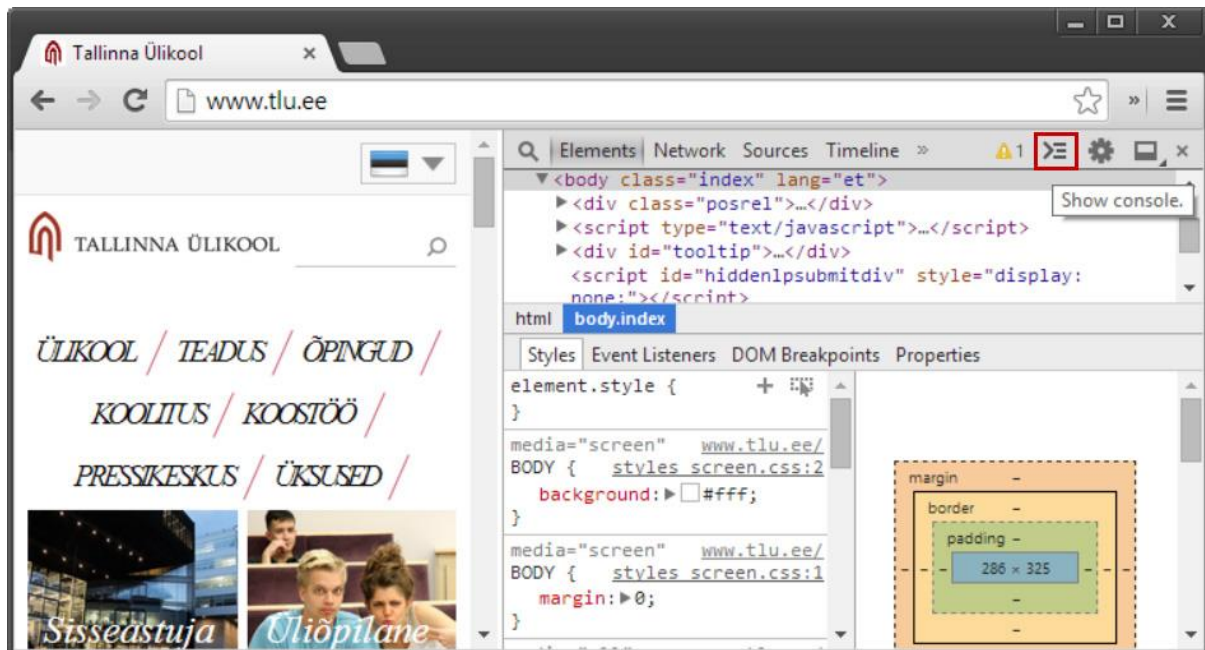 Tallinna Ülikool ×
www.tlu.ee »
Elements Network Sources Timeline » 1 ×
Show console.
▼<body class="index" lang="et">
▶<div class="posrel">…</div>
▶<script type="text/javascript">…</script>
▶<div id="tooltip">…</div>
<script id="hiddenlpsubmitdiv" style="display:
none;"></script>
html body.index
Styles Event Listeners DOM Breakpoints Properties
element.style { +
}
media="screen" www.tlu.ee/
BODY { styles screen.css:2
background:▶#fff;
}
media="screen" www.tlu.ee/
BODY { styles screen.css:1
margin:▶0;
}
margin –
border –
padding –
– – – 286 × 325 – – –
–
–
TALLINNA ÜLIKOOL
ÜLIKOOL / TEADUS / ÕPINGUD /
KOOLITUS / KOOSTÖÖ /
PRESSIKESKUS / ÜKSUSED /
Sisseastuja Üliõpilane